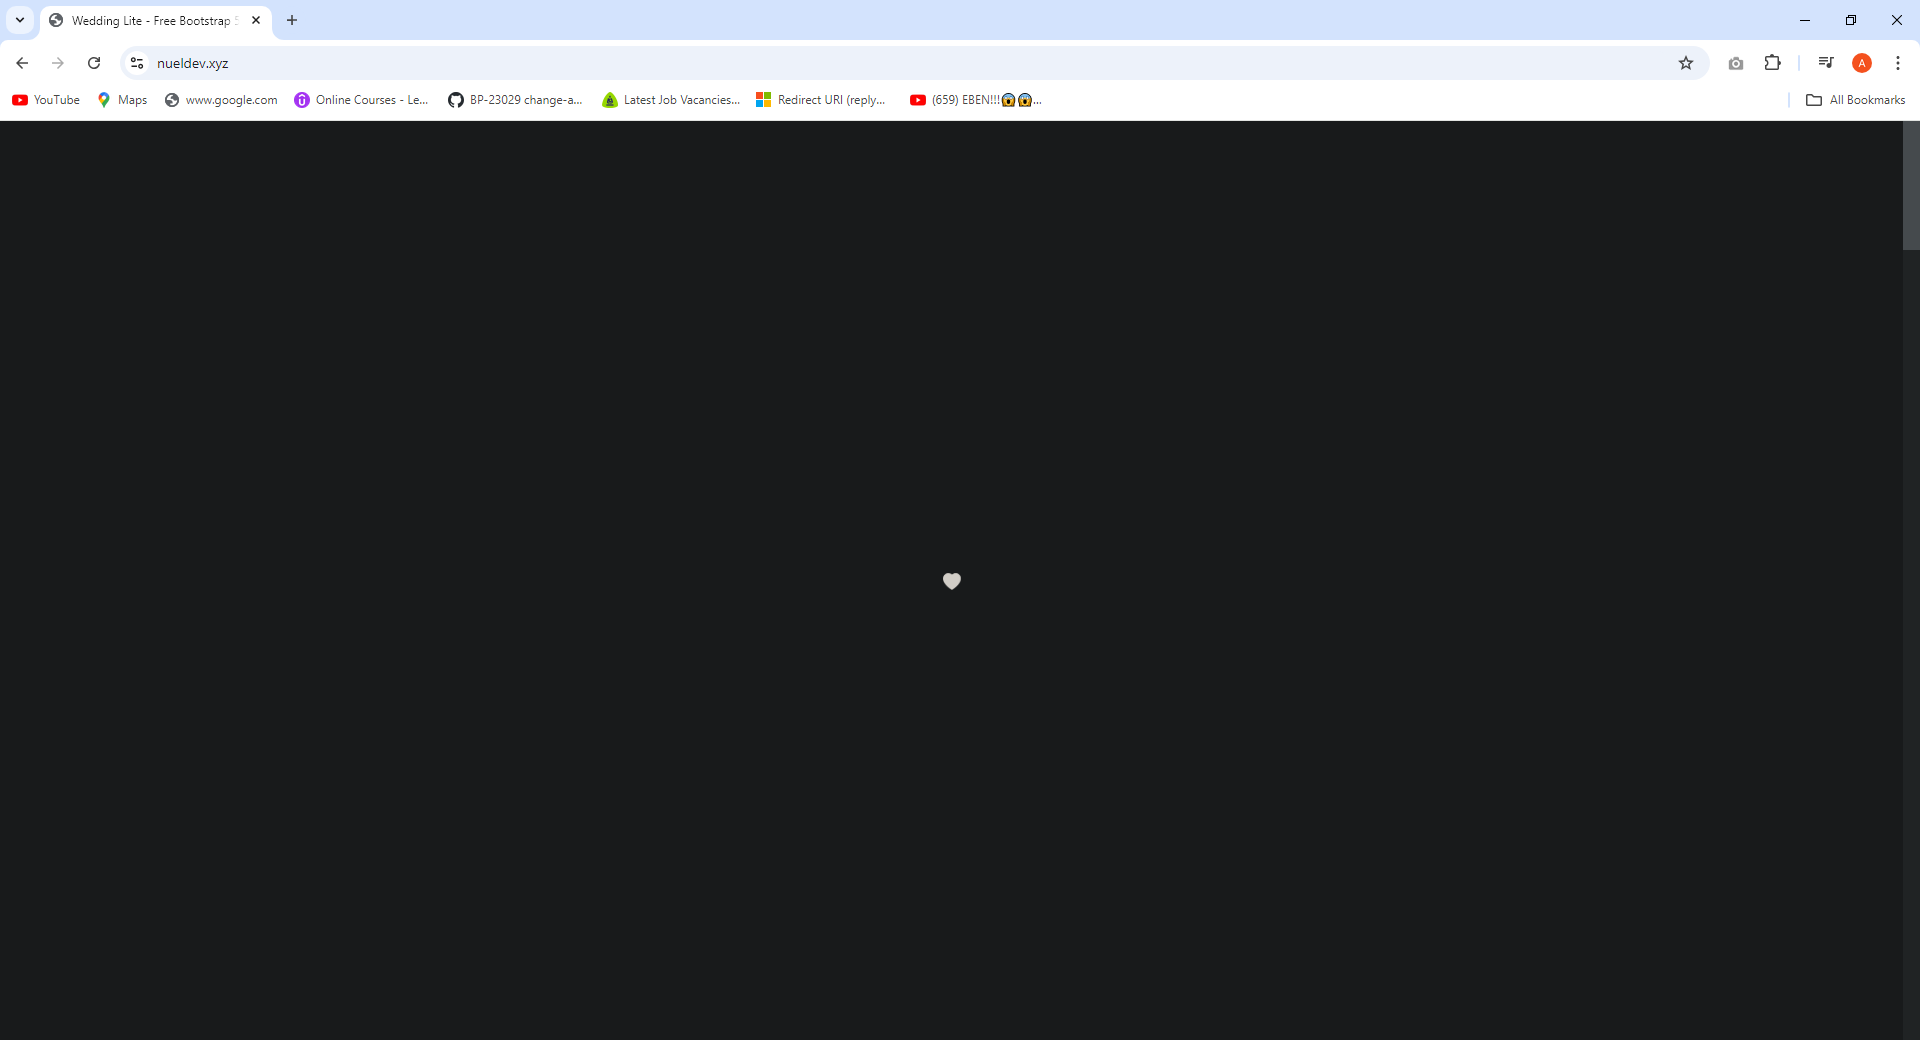 Wedding Lite - Free Bootstrap 5
nueldev.xyz
A
YouTube
Maps
www.google.com
Online Courses - Le...
BP-23029 change-a...
Latest Job Vacancies...
Redirect URI (reply...
(659) EBEN!!!😱😱...
All Bookmarks